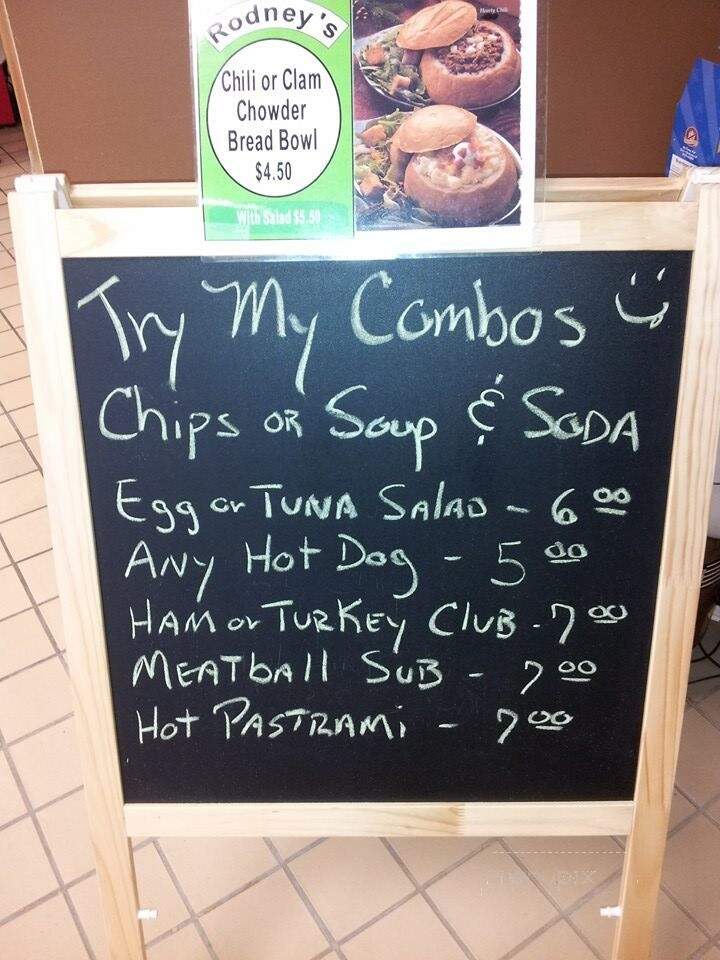 Rodney's
Chili or Clam
Chowder
Bread Bowl
$4.50
With Salad $5.50
Try My Combos
Chips or Soup & Soda
Egg or Tuna Salad - 6 00
Any Hot Dog - 5 00
Ham or Turkey Club - 7 00
Meatball Sub - 7 00
Hot Pastrami - 7 00